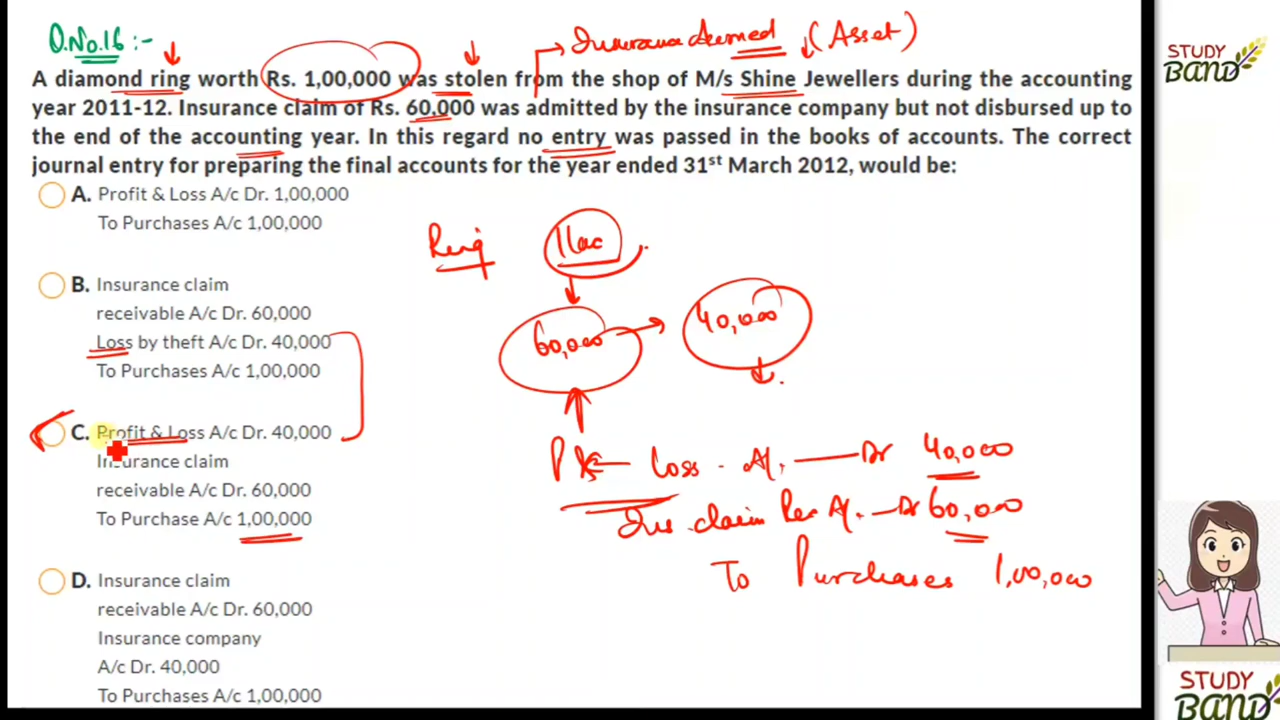 Q.No.16:-
Insurance claimed (Asset)
STUDY
BAND
A diamond ring worth Rs. 1,00,000 was stolen from the shop of M/s Shine Jewellers during the accounting
year 2011-12. Insurance claim of Rs. 60,000 was admitted by the insurance company but not disbursed up to
the end of the accounting year. In this regard no entry was passed in the books of accounts. The correct
journal entry for preparing the final accounts for the year ended 31st March 2012, would be:
A. Profit & Loss A/c Dr. 1,00,000
To Purchases A/c 1,00,000
B. Insurance claim
receivable A/c Dr. 60,000
Loss by theft A/c Dr. 40,000
To Purchases A/c 1,00,000
C. Profit & Loss A/c Dr. 40,000
Insurance claim
receivable A/c Dr. 60,000
To Purchase A/c 1,00,000
D. Insurance claim
receivable A/c Dr. 60,000
Insurance company
A/c Dr. 40,000
To Purchases A/c 1,00,000
Ring 1lac
60,000 40,000
Loss. A/. Dr 40,000
Ins. claim Rec A/. Dr 60,000
To Purchases 1,00,000
STUDY
BAND